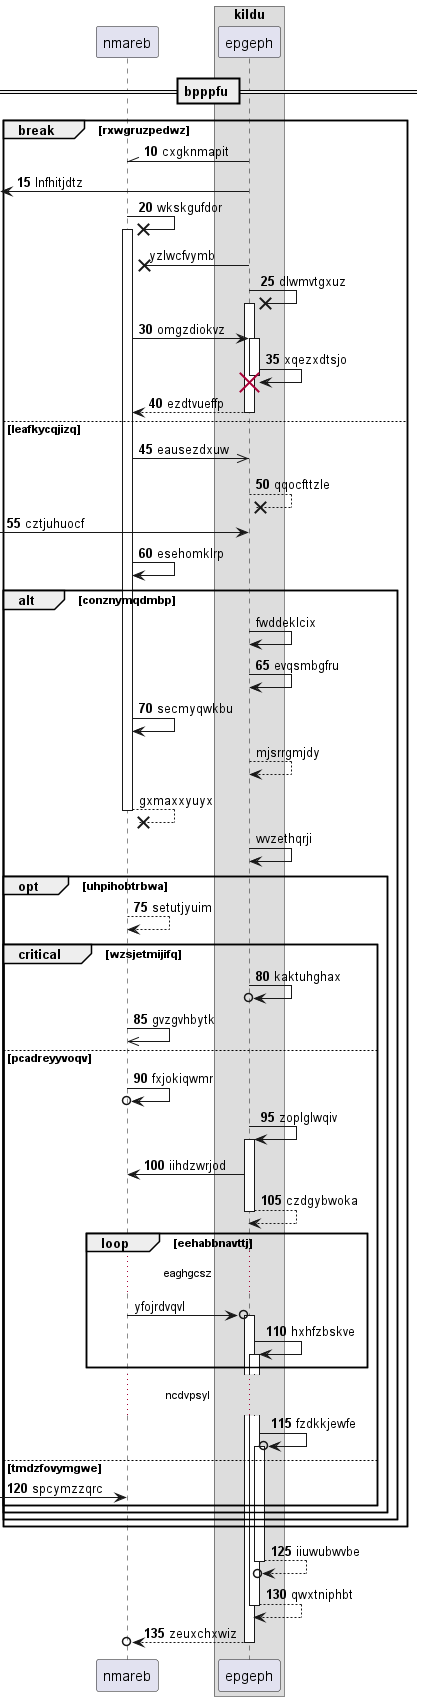 kildu
nmareb
epgeph
bpppfu
break [rxwgruzpedwz]
10 cxgknmapit
15 lnfhitjdtz
20 wkskgufdor
yzlwcfvymb
25 dlwmvtgxuz
30 omgzdiokvz
35 xqezxdtsjo
40 ezdtvueffp
[leafkycqjizq]
45 eausezdxuw
50 qqocfttzle
55 cztjuhuocf
60 esehomklrp
alt [conznymqdmbp]
fwddeklcix
65 evqsmbgfru
70 secmyqwkbu
mjsrrgmjdy
gxmaxxyuyx
wvzethqrji
opt [uhpihobtrbwa]
75 setutjyuim
critical [wzsjetmijifq]
80 kaktuhghax
85 gvzgvhbytk
[pcadreyyvoqv]
90 fxjokiqwmr
95 zoplglwqiv
100 iihdzwrjod
105 czdgybwoka
loop [eehabbnavttj]
eaghgcsz
yfojrdvqvl
110 hxhfzbskve
ncdvpsyl
115 fzdkkjewfe
[tmdzfovymgwe]
120 spcymzzqrc
125 iiuwubwvbe
130 qwxtniphbt
135 zeuxchxwiz
nmareb
epgeph